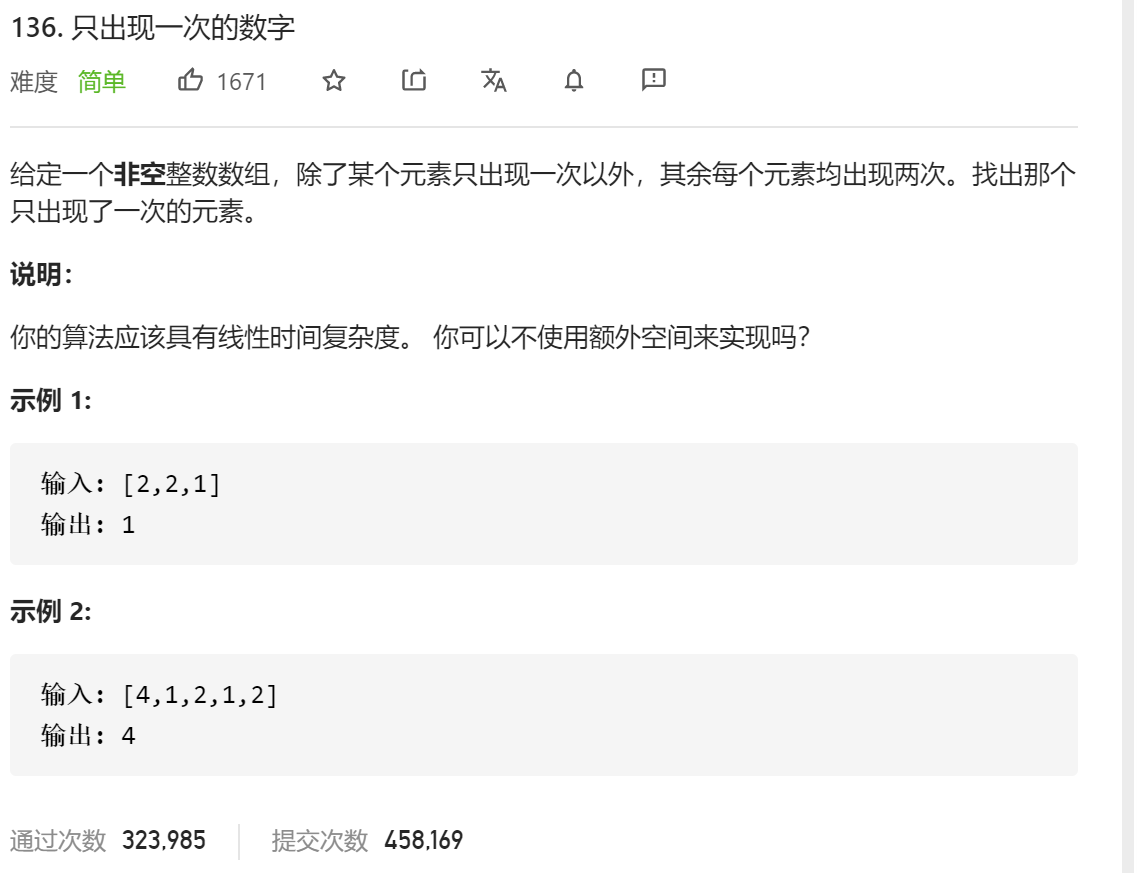 136. 只出现一次的数字
难度 简单 1671
给定一个非空整数数组，除了某个元素只出现一次以外，其余每个元素均出现两次。找出那个
只出现了一次的元素。
说明：
你的算法应该具有线性时间复杂度。 你可以不使用额外空间来实现吗？
示例 1:
输入: [2,2,1]
输出: 1
示例 2:
输入: [4,1,2,1,2]
输出: 4
通过次数 323,985 提交次数 458,169